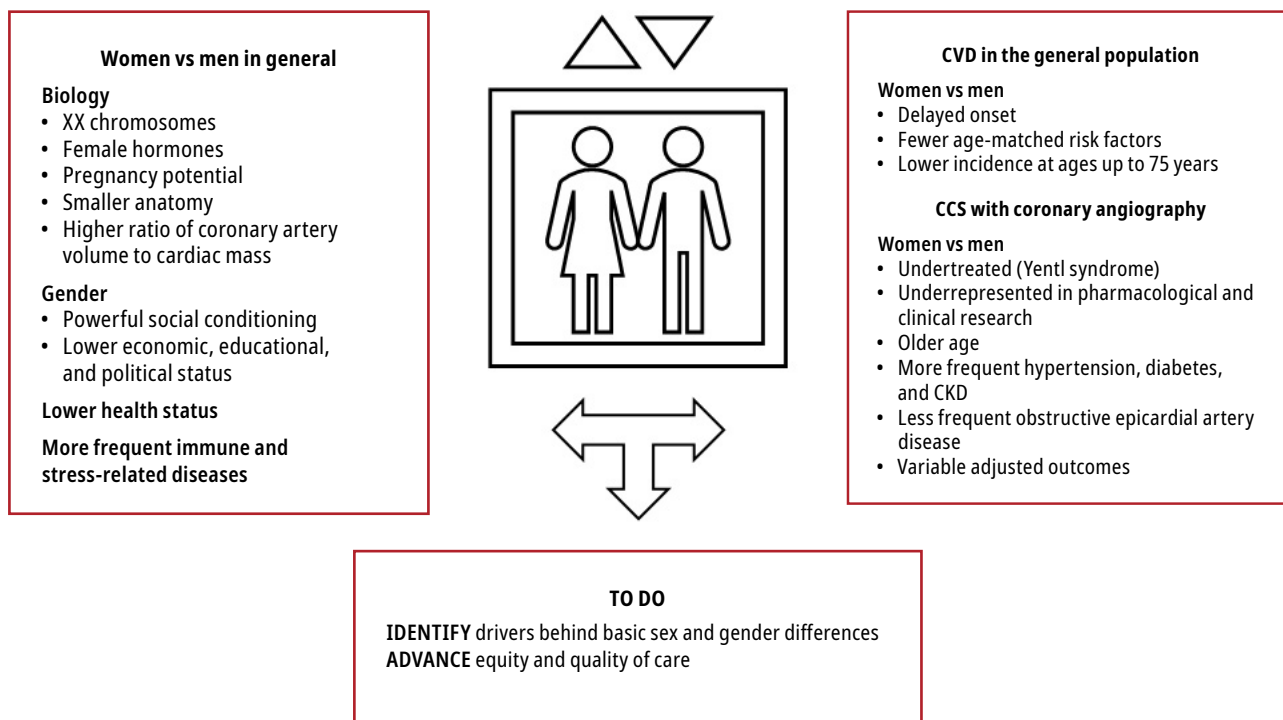 Women vs men in general
Biology
• XX chromosomes
• Female hormones
• Pregnancy potential
• Smaller anatomy
• Higher ratio of coronary artery
volume to cardiac mass
Gender
• Powerful social conditioning
• Lower economic, educational,
and political status
Lower health status
More frequent immune and
stress-related diseases
CVD in the general population
Women vs men
• Delayed onset
• Fewer age-matched risk factors
• Lower incidence at ages up to 75 years
CCS with coronary angiography
Women vs men
• Undertreated (Yentl syndrome)
• Underrepresented in pharmacological and
clinical research
• Older age
• More frequent hypertension, diabetes,
and CKD
• Less frequent obstructive epicardial artery
disease
• Variable adjusted outcomes
TO DO
IDENTIFY drivers behind basic sex and gender differences
ADVANCE equity and quality of care